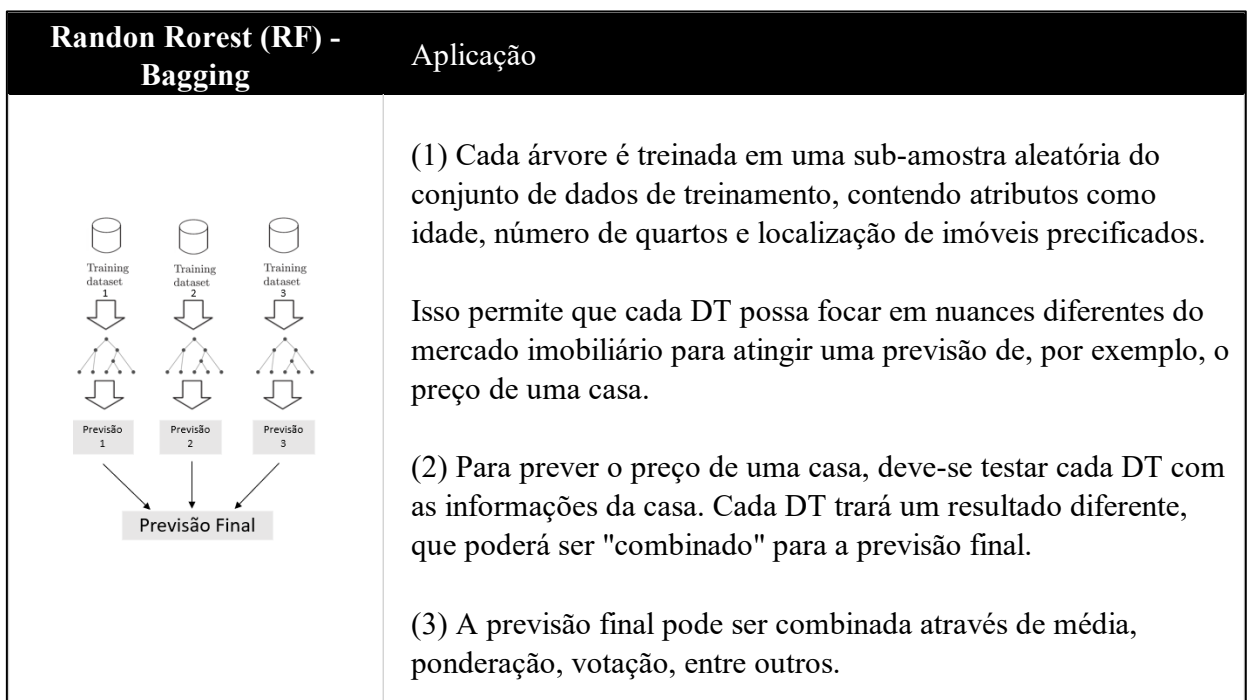 Randon Rorest (RF) -
Bagging
Aplicação
Training
dataset
1
Training
dataset
2
Training
dataset
3
Previsão
1
Previsão
2
Previsão
3
Previsão Final
(1) Cada árvore é treinada em uma sub-amostra aleatória do
conjunto de dados de treinamento, contendo atributos como
idade, número de quartos e localização de imóveis precificados.
Isso permite que cada DT possa focar em nuances diferentes do
mercado imobiliário para atingir uma previsão de, por exemplo, o
preço de uma casa.
(2) Para prever o preço de uma casa, deve-se testar cada DT com
as informações da casa. Cada DT trará um resultado diferente,
que poderá ser "combinado" para a previsão final.
(3) A previsão final pode ser combinada através de média,
ponderação, votação, entre outros.